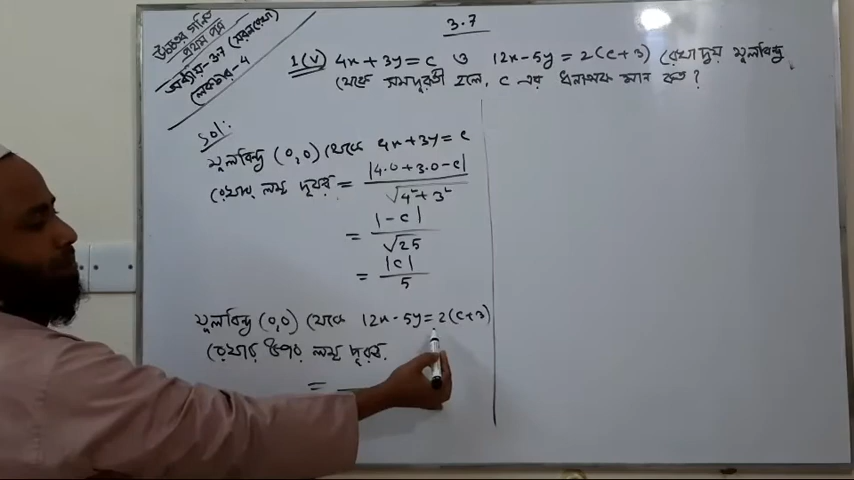 উচ্চতর গণিত
প্রথম পত্র
অধ্যায়-3.7 (সরলরেখা)
লেকচার-4
3.7
1(v) 4x+3y=c ও 12x-5y=2(c+3) রেখাদ্বয় মূলবিন্দু
থেকে সমদূরবর্তী হলে, c এর ধনাত্মক মান কত?
Sol:
মূলবিন্দু (0,0) থেকে 4x+3y=c
রেখার লম্ব দূরত্ব = |4.0+3.0-c| / √4²+3²
= |-c| / √25
= |c| / 5
মূলবিন্দু (0,0) থেকে 12x-5y=2(c+3)
রেখার উপর লম্ব দূরত্ব.
=